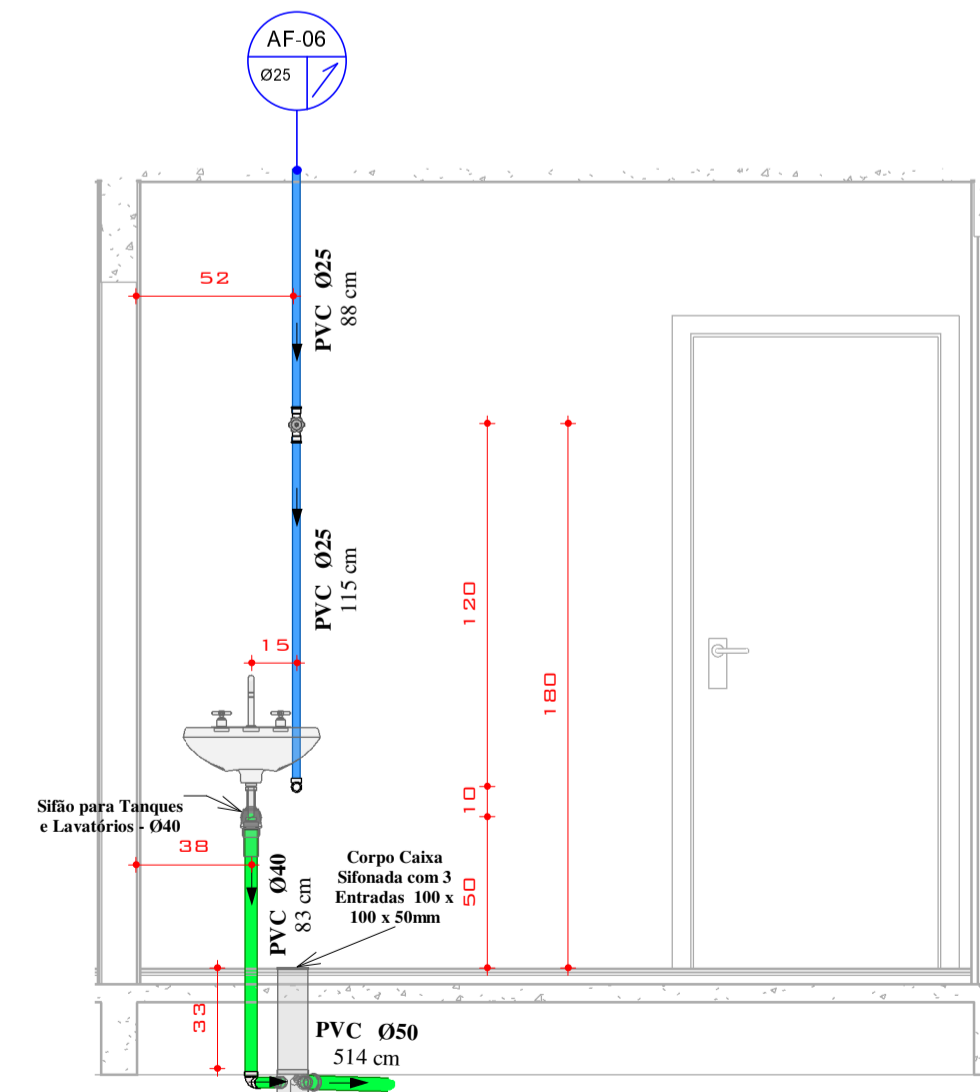 AF-06
Ø25
52
PVC Ø25
88 cm
PVC Ø25
115 cm
15
120
180
Sifão para Tanques
e Lavatórios - Ø40
10
38
PVC Ø40
83 cm
Corpo Caixa
Sifonada com 3
Entradas 100 x
100 x 50mm
50
33
PVC Ø50
514 cm